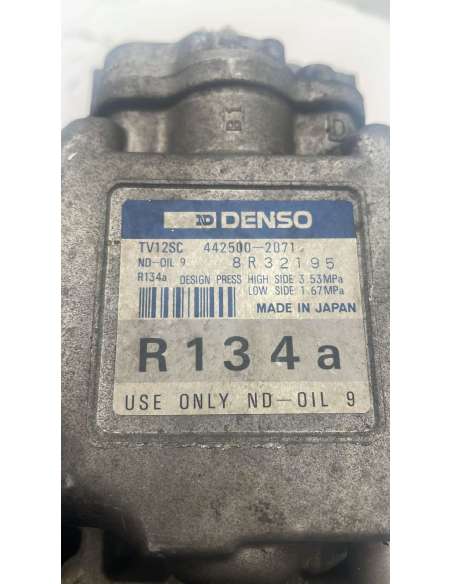 B1
D
ND DENSO
TV12SC 442500-2071
ND-OIL 9 8R32195
R134a DESIGN PRESS HIGH SIDE 3.53MPa
LOW SIDE 1.67MPa
MADE IN JAPAN
R134a
USE ONLY ND-OIL 9